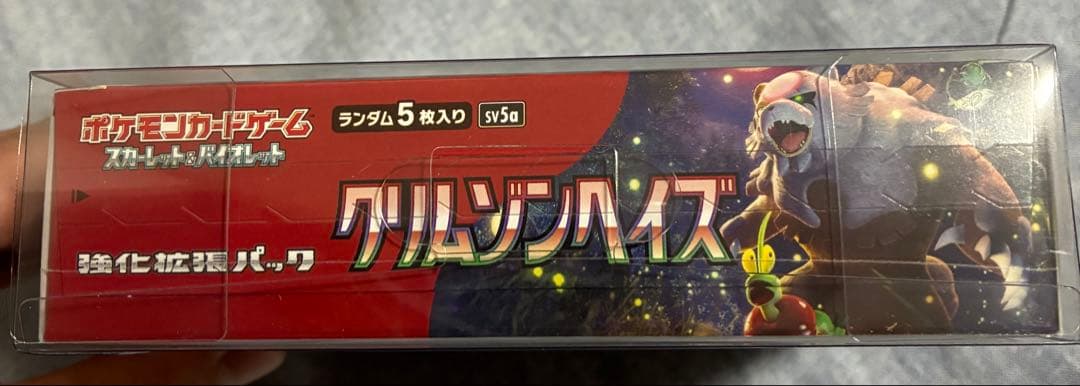 ポケモンカードゲーム
スカーレット&バイオレット
ランダム5枚入り
sv5a
クリムゾンヘイズ
強化拡張パック